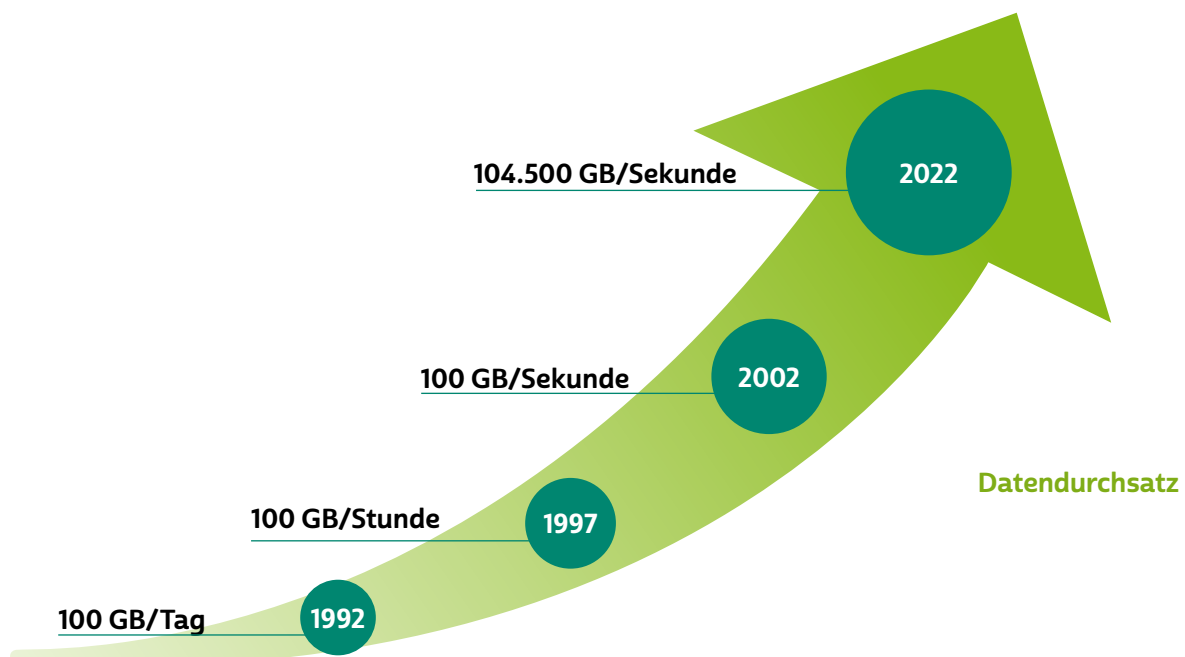 104.500 GB/Sekunde
2022
100 GB/Sekunde
2002
Datendurchsatz
100 GB/Stunde
1997
100 GB/Tag
1992